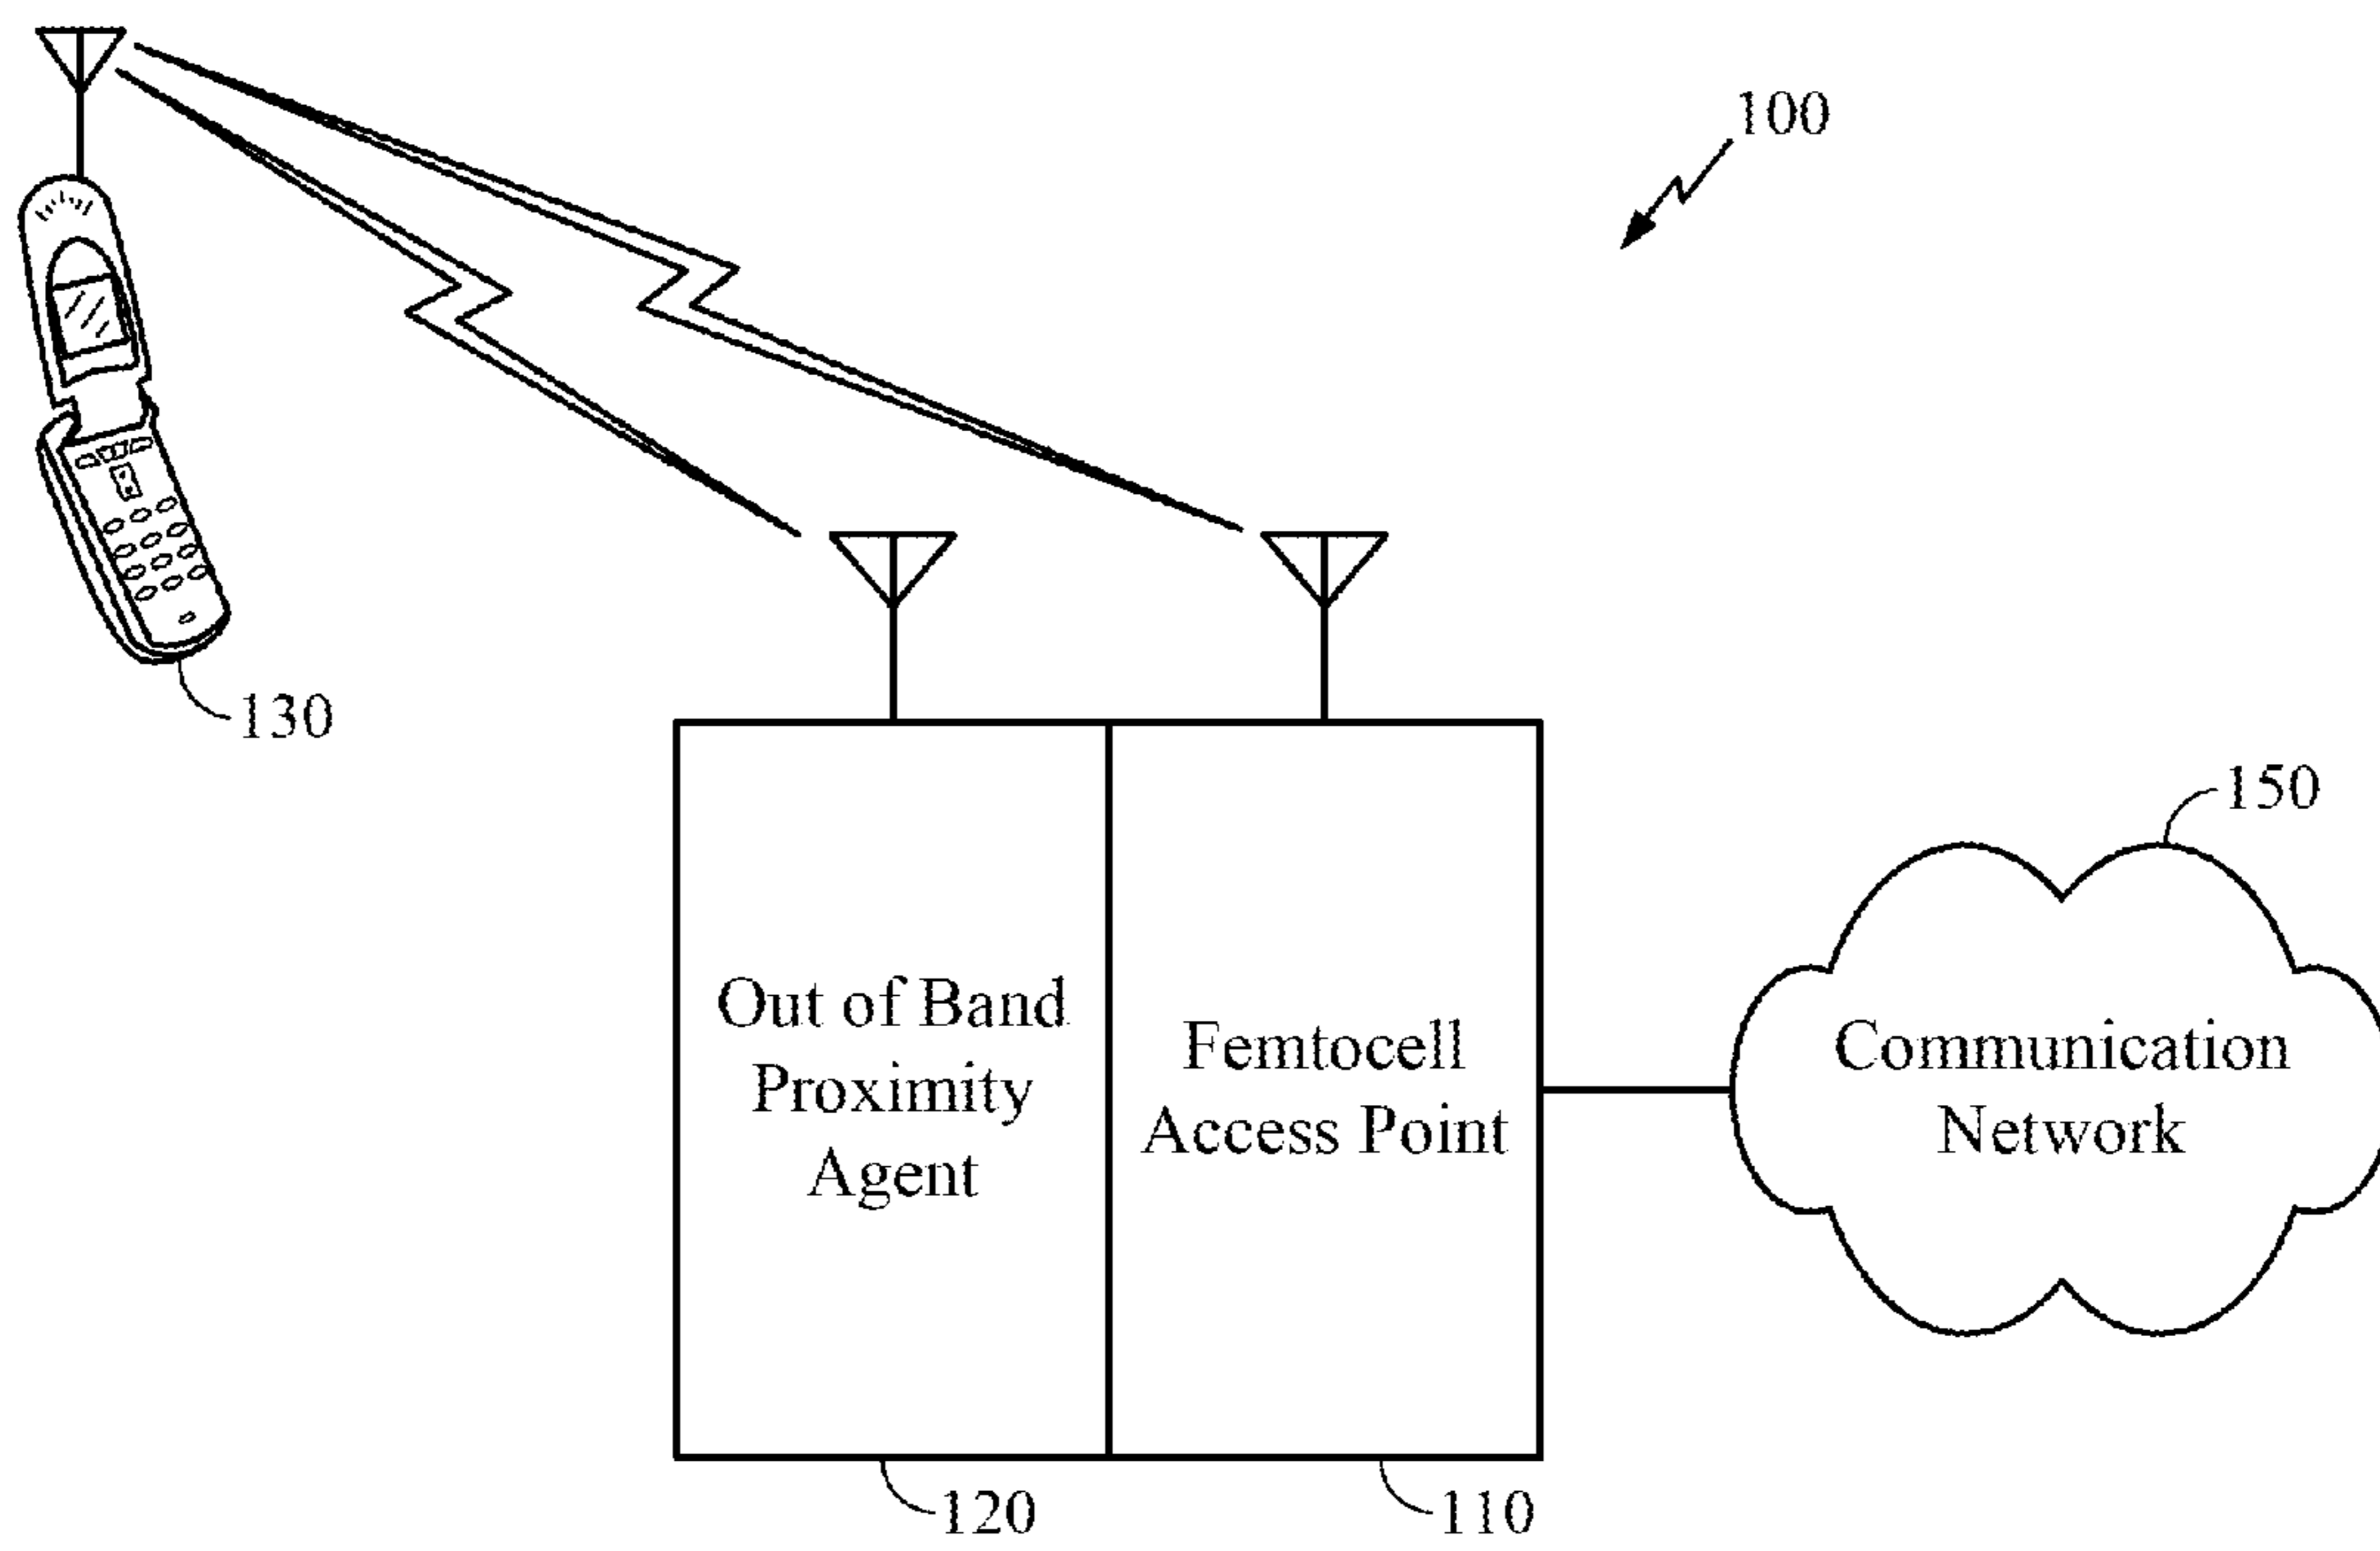 100
130
150
Out of Band
Proximity
Agent
Femtocell
Access Point
Communication
Network
120
110